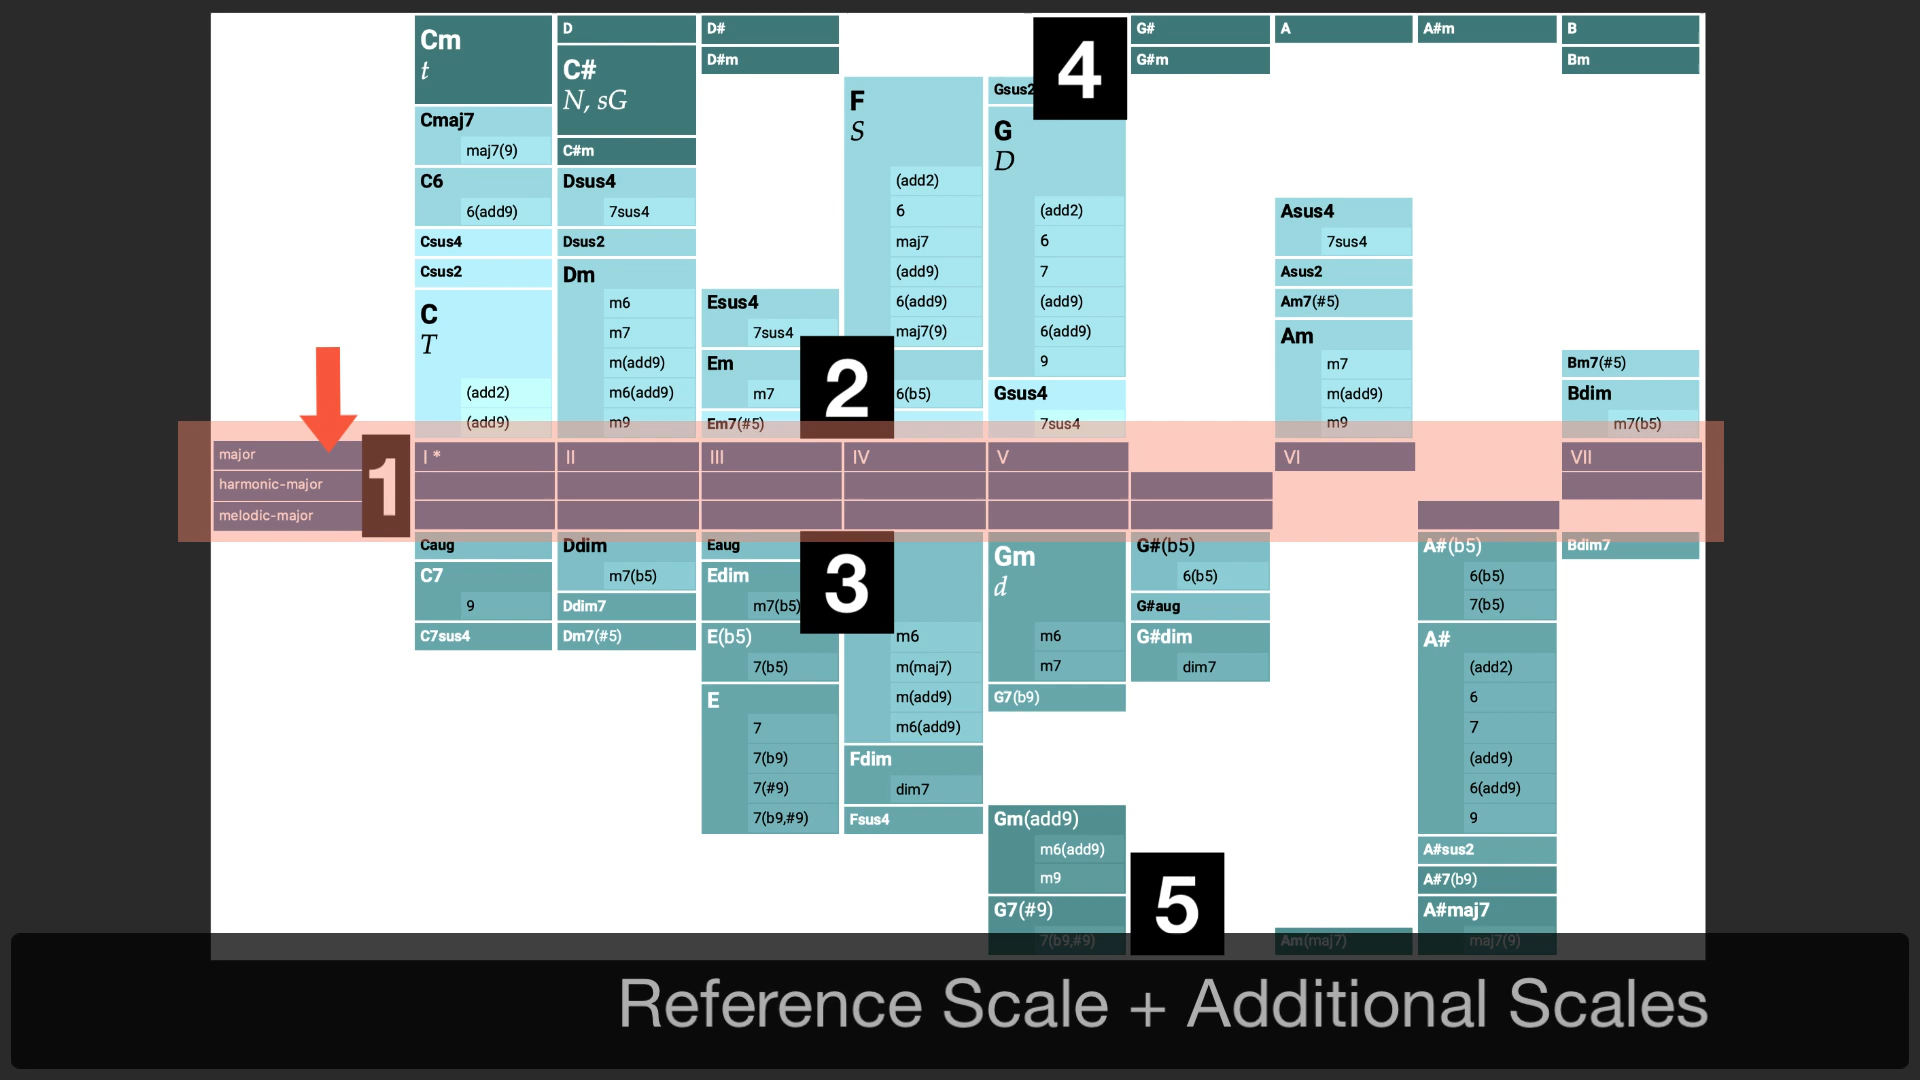 Cm
t
Cmaj7
maj7(9)
C6
6(add9)
Csus4
Csus2
C
T
(add2)
(add9)
D
C#
N, sG
C#m
Dsus4
7sus4
Dsus2
Dm
m6
m7
m(add9)
m6(add9)
m9
D#
D#m
Esus4
7sus4
Em
m7
Em7(#5)
2
F
S
(add2)
6
maj7
(add9)
6(add9)
maj7(9)
6(b5)
Gsus2
4
G
D
(add2)
6
7
(add9)
6(add9)
9
Gsus4
7sus4
G#
G#m
A
Asus4
7sus4
Asus2
Am7(#5)
Am
m7
m(add9)
m9
A#m
B
Bm
Bm7(#5)
Bdim
m7(b5)
major
harmonic-major
melodic-major
1
I * II III IV V VI VII
Caug
C7
9
C7sus4
Ddim
m7(b5)
Ddim7
Dm7(#5)
Eaug
Edim
m7(b5)
E(b5)
7(b5)
E
7
7(b9)
7(#9)
7(b9,#9)
3
m6
m(maj7)
m(add9)
m6(add9)
Fdim
dim7
Fsus4
Gm
d
m6
m7
G7(b9)
Gm(add9)
m6(add9)
m9
G7(#9)
7(b9,#9)
G#(b5)
6(b5)
G#aug
G#dim
dim7
5
Am(maj7)
A#(b5)
6(b5)
7(b5)
A#
(add2)
6
7
(add9)
6(add9)
9
A#sus2
A#7(b9)
A#maj7
maj7(9)
Bdim7
Reference Scale + Additional Scales